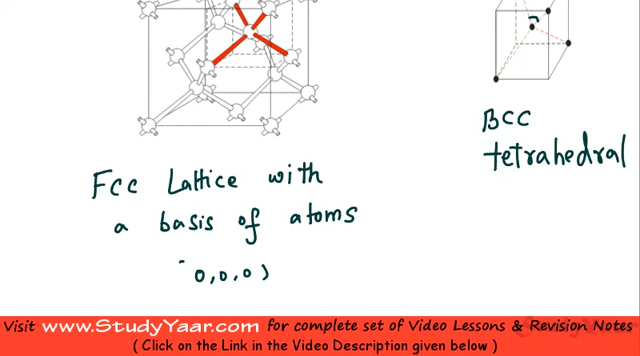 BCC
tetrahedral
Fcc Lattice with
a basis of atoms
0,0,0)
Visit www.StudyYaar.com for complete set of Video Lessons & Revision Notes
( Click on the Link in the Video Description given below )